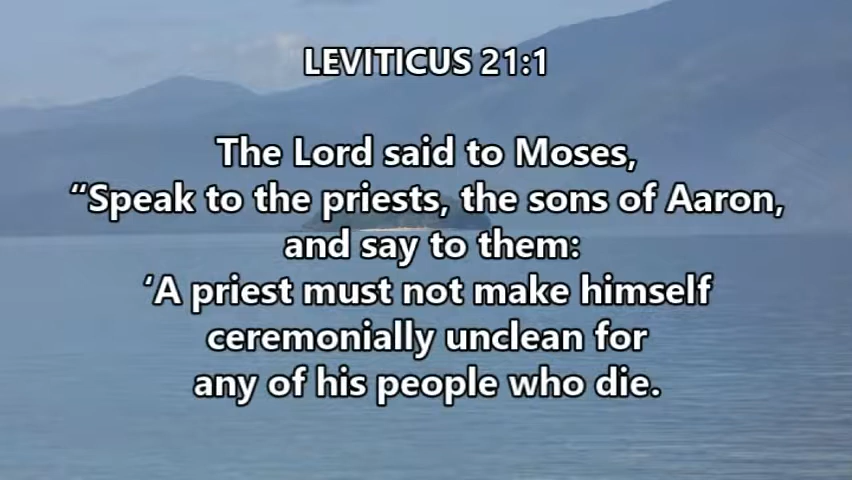 LEVITICUS 21:1
The Lord said to Moses,
“Speak to the priests, the sons of Aaron,
and say to them:
‘A priest must not make himself
ceremonially unclean for
any of his people who die.